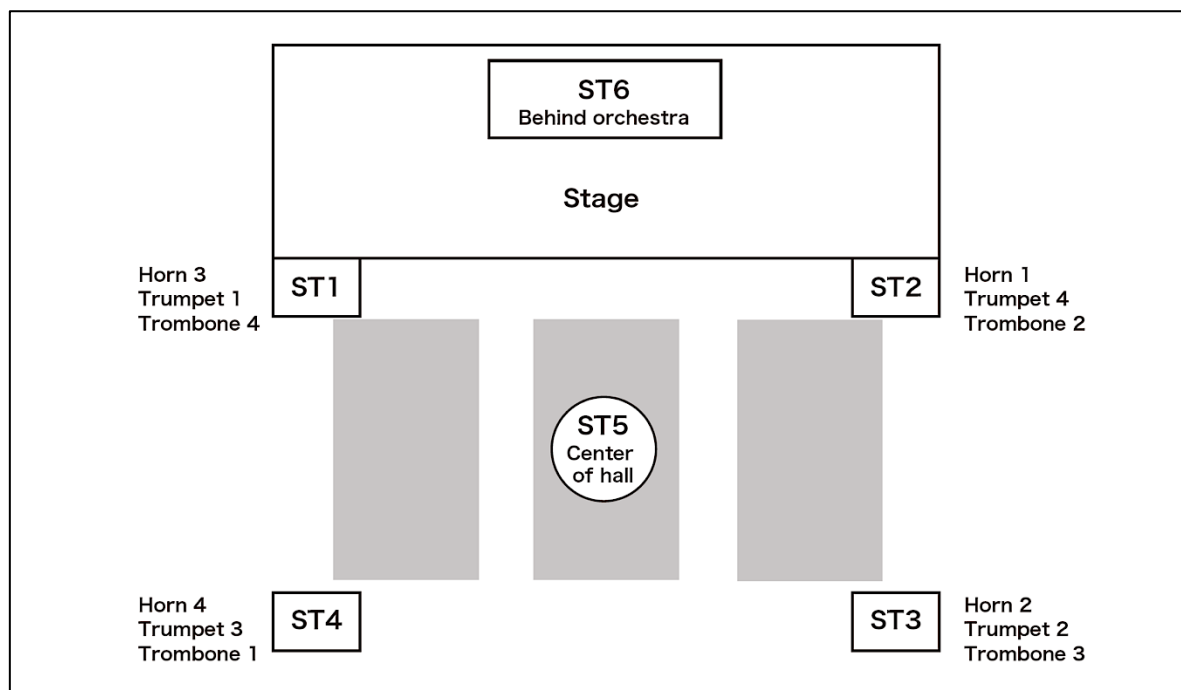 ST6
Behind orchestra
Stage
Horn 3
Trumpet 1
Trombone 4
ST1
ST2
Horn 1
Trumpet 4
Trombone 2
ST5
Center
of hall
Horn 4
Trumpet 3
Trombone 1
ST4
ST3
Horn 2
Trumpet 2
Trombone 3